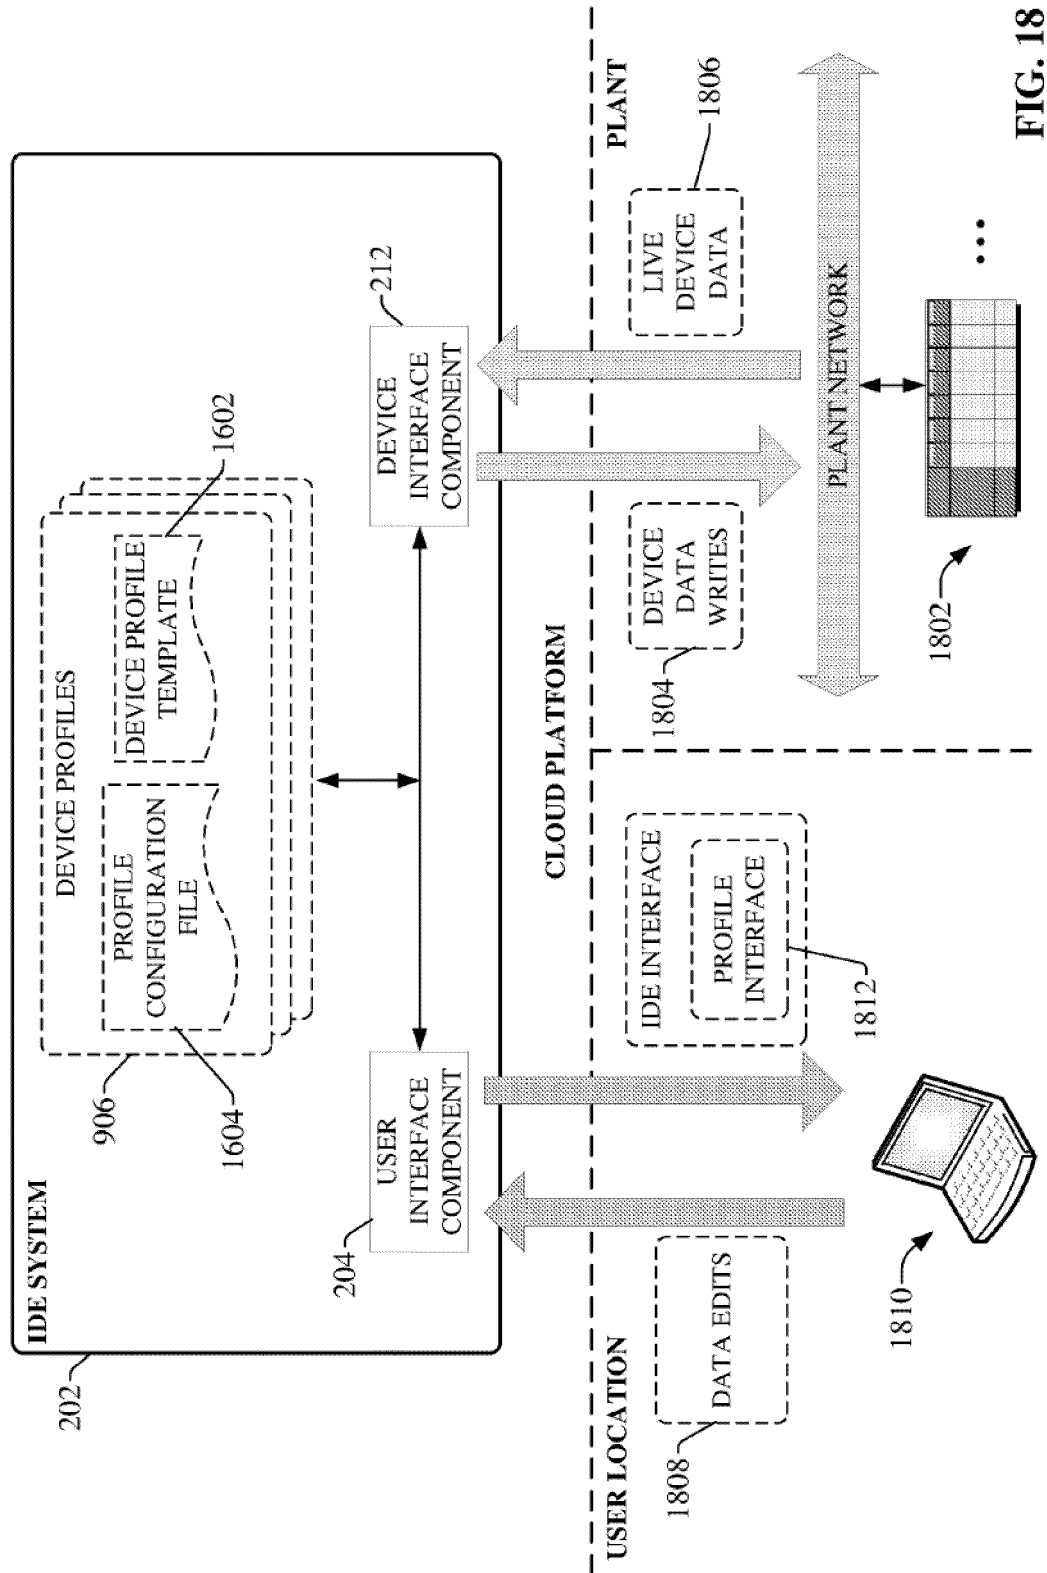 202
IDE SYSTEM
906
DEVICE PROFILES
PROFILE
CONFIGURATION
FILE
1604
DEVICE PROFILE
TEMPLATE
1602
204
USER
INTERFACE
COMPONENT
DEVICE
INTERFACE
COMPONENT
212
CLOUD PLATFORM
USER LOCATION
PLANT
1808
DATA EDITS
IDE INTERFACE
PROFILE
INTERFACE
1812
1804
DEVICE
DATA
WRITES
LIVE
DEVICE
DATA
1806
PLANT NETWORK
1810
1802
FIG. 18